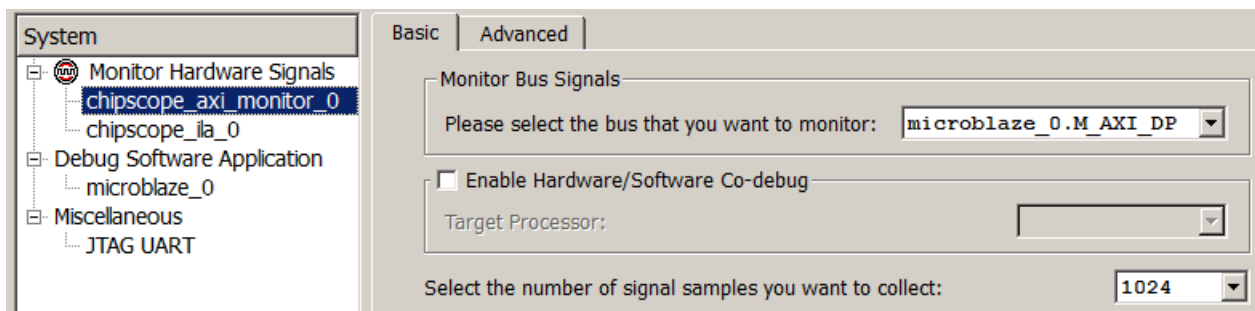 System
Monitor Hardware Signals
chipscope_axi_monitor_0
chipscope_ila_0
Debug Software Application
microblaze_0
Miscellaneous
JTAG UART
Basic Advanced
Monitor Bus Signals
Please select the bus that you want to monitor: microblaze_0.M_AXI_DP
Enable Hardware/Software Co-debug
Target Processor:
Select the number of signal samples you want to collect: 1024